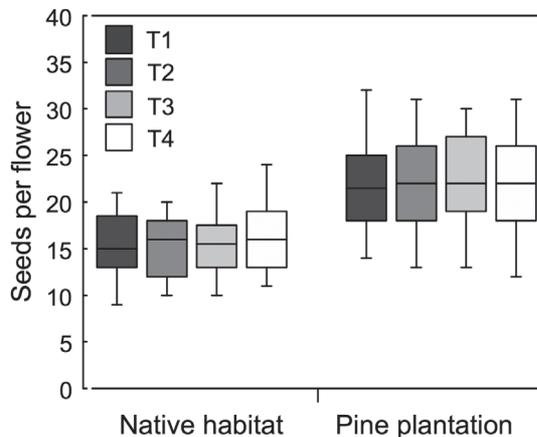 40
35
30
25
20
15
10
5
0
Seeds per flower
T1
T2
T3
T4
Native habitat
Pine plantation